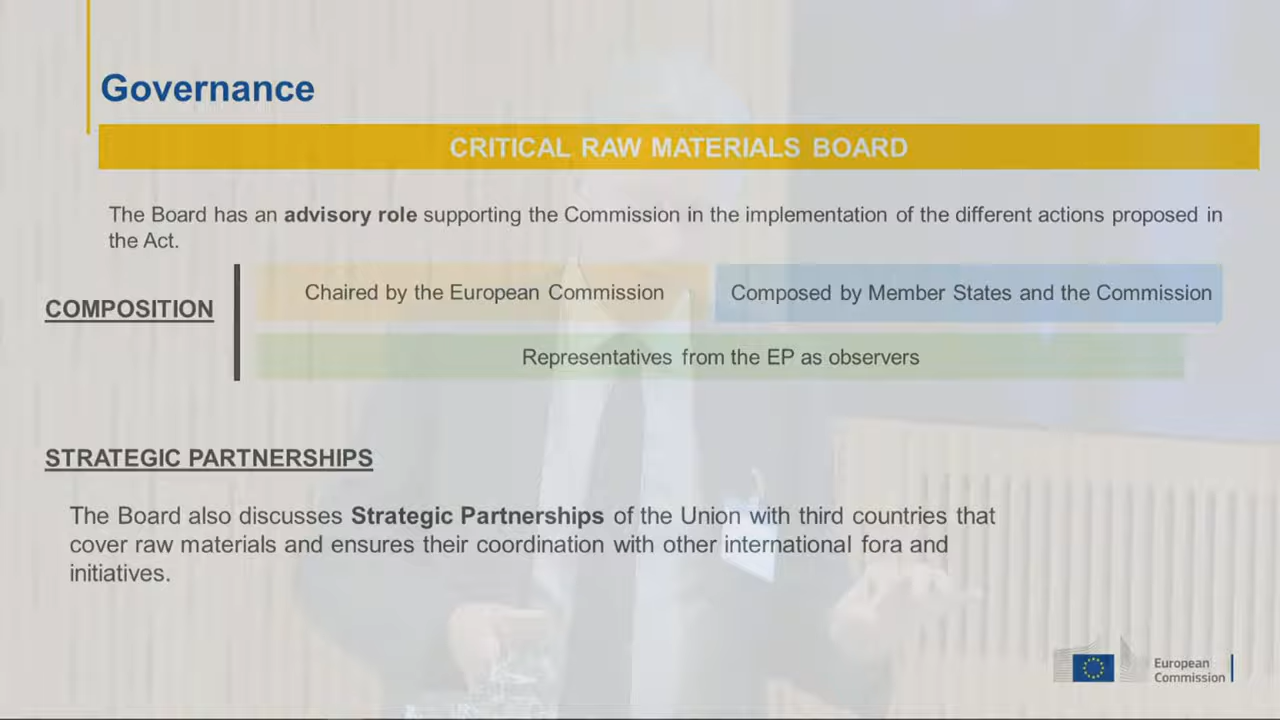 Governance
CRITICAL RAW MATERIALS BOARD
The Board has an advisory role supporting the Commission in the implementation of the different actions proposed in
the Act.
COMPOSITION
Chaired by the European Commission
Composed by Member States and the Commission
Representatives from the EP as observers
STRATEGIC PARTNERSHIPS
The Board also discusses Strategic Partnerships of the Union with third countries that
cover raw materials and ensures their coordination with other international fora and
initiatives.
European
Commission